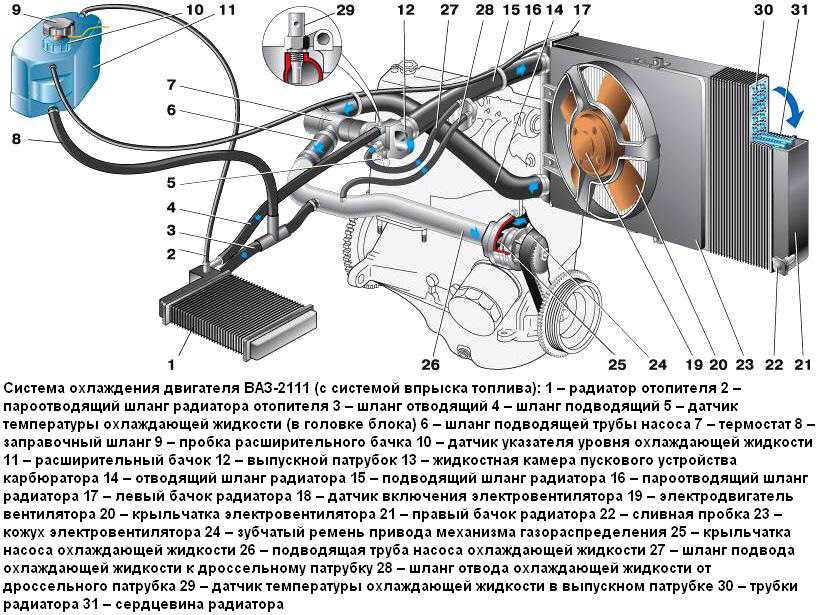 9
10
11
29
12
27
28
15
16
14
17
30
31
7
6
8
5
4
3
2
1
26
25
24
19
20
23
22
21
Система охлаждения двигателя ВАЗ-2111 (с системой впрыска топлива): 1 – радиатор отопителя 2 –
пароотводящий шланг радиатора отопителя 3 – шланг отводящий 4 – шланг подводящий 5 – датчик
температуры охлаждающей жидкости (в головке блока) 6 – шланг подводящей трубы насоса 7 – термостат 8 –
заправочный шланг 9 – пробка расширительного бачка 10 – датчик указателя уровня охлаждающей жидкости
11 – расширительный бачок 12 – выпускной патрубок 13 – жидкостная камера пускового устройства
карбюратора 14 – отводящий шланг радиатора 15 – подводящий шланг радиатора 16 – пароотводящий шланг
радиатора 17 – левый бачок радиатора 18 – датчик включения электровентилятора 19 – электродвигатель
вентилятора 20 – крыльчатка электровентилятора 21 – правый бачок радиатора 22 – сливная пробка 23 –
кожух электровентилятора 24 – зубчатый ремень привода механизма газораспределения 25 – крыльчатка
насоса охлаждающей жидкости 26 – подводящая труба насоса охлаждающей жидкости 27 – шланг подвода
охлаждающей жидкости к дроссельному патрубку 28 – шланг отвода охлаждающей жидкости от
дроссельного патрубка 29 – датчик температуры охлаждающей жидкости в выпускном патрубке 30 – трубки
радиатора 31 – сердцевина радиатора